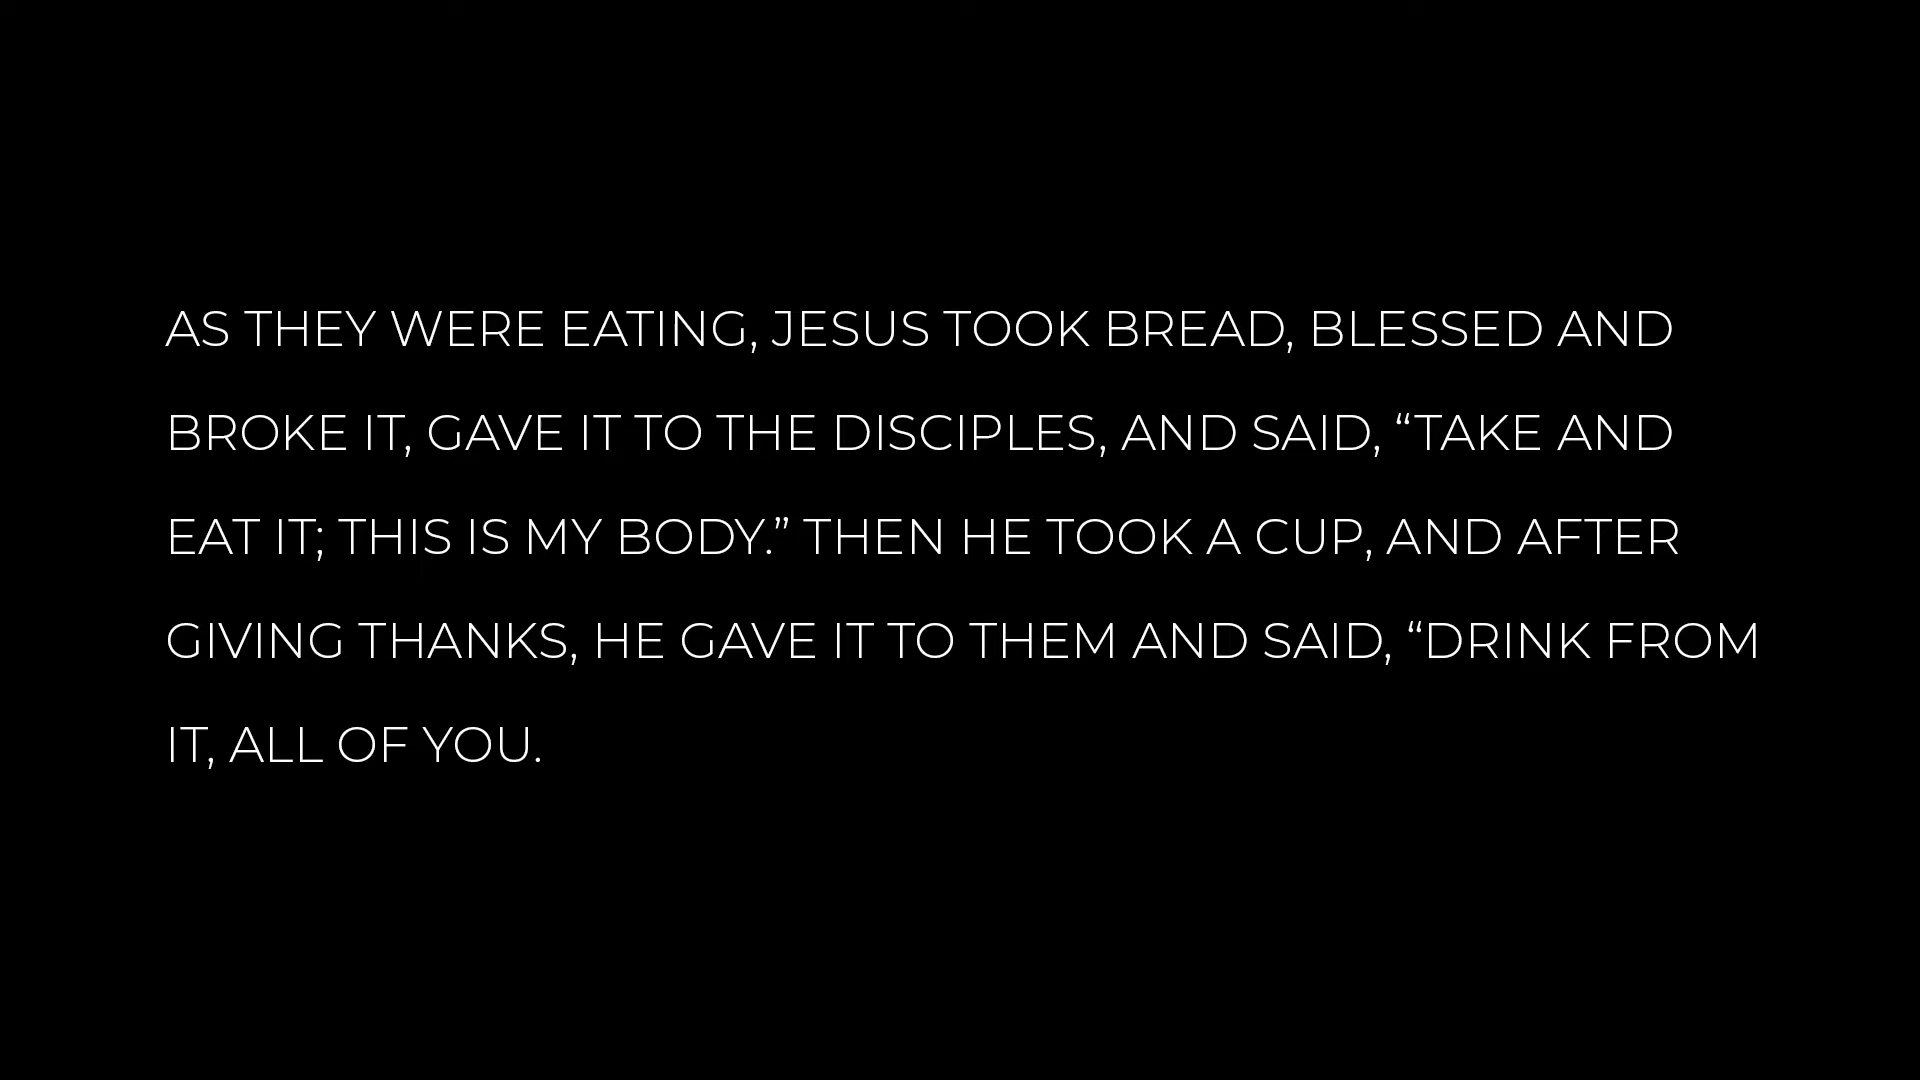 AS THEY WERE EATING, JESUS TOOK BREAD, BLESSED AND
BROKE IT, GAVE IT TO THE DISCIPLES, AND SAID, “TAKE AND
EAT IT; THIS IS MY BODY.” THEN HE TOOK A CUP, AND AFTER
GIVING THANKS, HE GAVE IT TO THEM AND SAID, “DRINK FROM
IT, ALL OF YOU.